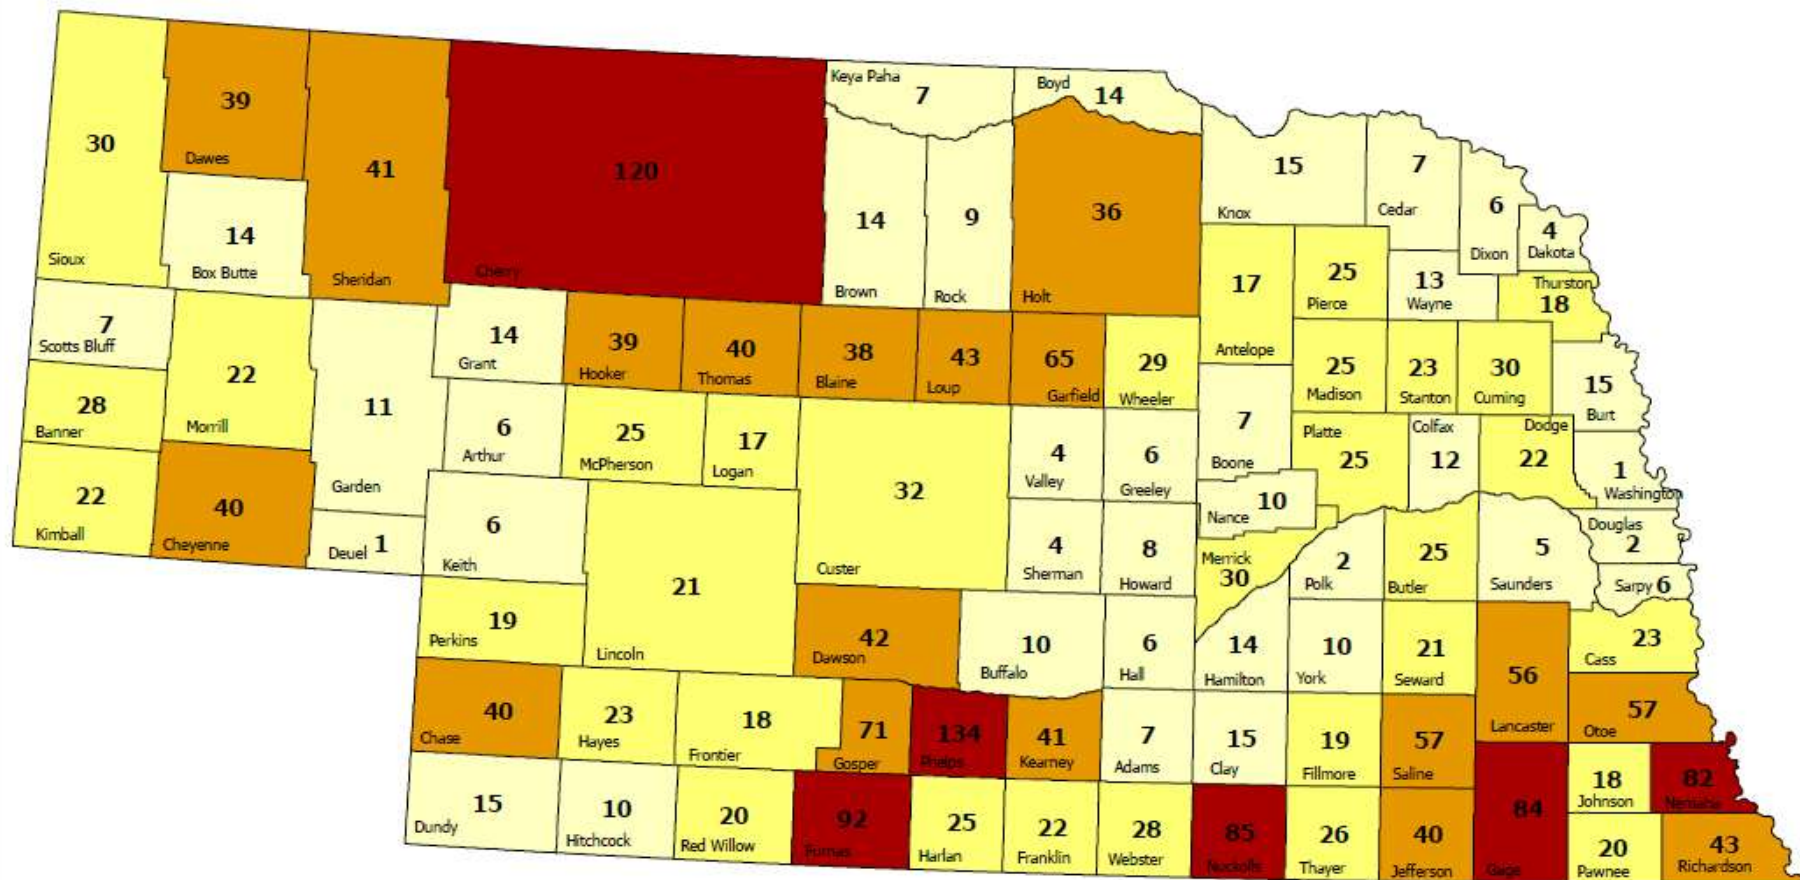 30
Sioux
39
Dawes
41
Sheridan
120
Cherry
Keya Paha
7
Boyd
14
14
Box Butte
14
Brown
9
Rock
36
Holt
15
Knox
7
Cedar
6
Dixon
4
Dakota
17
Antelope
25
Pierce
13
Wayne
Thurston
18
7
Scotts Bluff
22
Morrill
11
Garden
14
Grant
39
Hooker
40
Thomas
38
Blaine
43
Loup
65
Garfield
29
Wheeler
25
Madison
23
Stanton
30
Cuming
15
Burt
28
Banner
6
Arthur
25
McPherson
17
Logan
32
Custer
4
Valley
6
Greeley
7
Boone
Platte
25
Colfax
12
Dodge
22
1
Washington
22
Kimball
40
Cheyenne
Deuel 1
6
Keith
21
Lincoln
4
Sherman
8
Howard
Nance 10
Merrick
30
2
Polk
25
Butler
5
Saunders
Douglas
2
Sarpy 6
19
Perkins
42
Dawson
10
Buffalo
6
Hall
14
Hamilton
10
York
21
Seward
56
Lancaster
23
Cass
57
Otoe
40
Chase
23
Hayes
18
Frontier
71
Gosper
134
Phelps
41
Kearney
7
Adams
15
Clay
19
Fillmore
57
Saline
84
Gage
18
Johnson
82
Nemaha
15
Dundy
10
Hitchcock
20
Red Willow
92
Furnas
25
Harlan
22
Franklin
28
Webster
85
Nuckolls
26
Thayer
40
Jefferson
20
Pawnee
43
Richardson